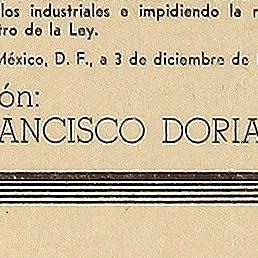 los industriales e impidiendo la
tro de la Ley.
México, D. F., a 3 de diciembre de
ón:
ANCISCO DORIA